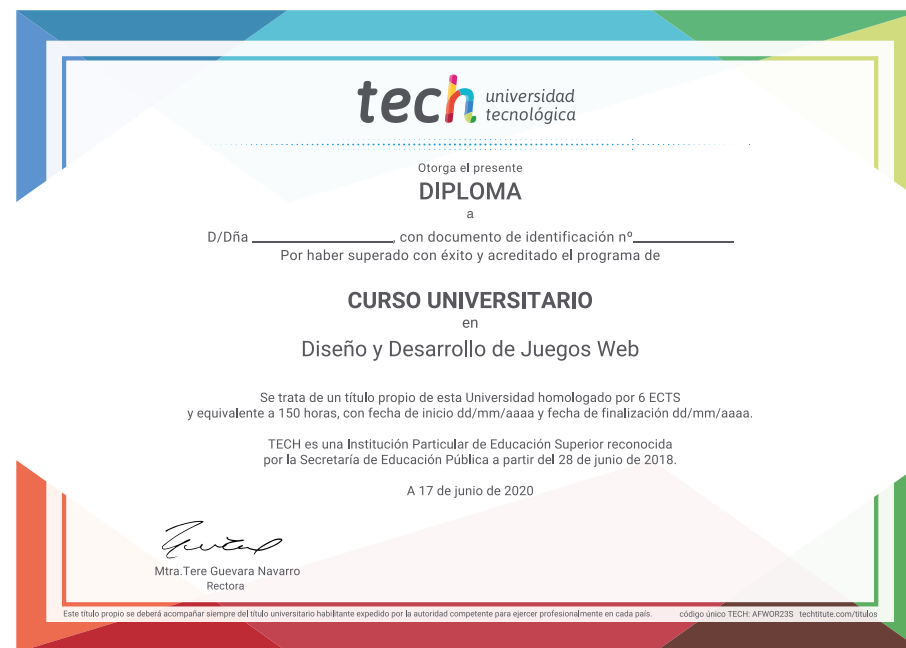 tech universidad
tecnológica
Otorga el presente
DIPLOMA
a
D/Dña ____________________, con documento de identificación nº______________
Por haber superado con éxito y acreditado el programa de
CURSO UNIVERSITARIO
en
Diseño y Desarrollo de Juegos Web
Se trata de un título propio de esta Universidad homologado por 6 ECTS
y equivalente a 150 horas, con fecha de inicio dd/mm/aaaa y fecha de finalización dd/mm/aaaa.
TECH es una Institución Particular de Educación Superior reconocida
por la Secretaría de Educación Pública a partir del 28 de junio de 2018.
A 17 de junio de 2020
Mtra.Tere Guevara Navarro
Rectora
Este título propio se deberá acompañar siempre del título universitario habilitante expedido por la autoridad competente para ejercer profesionalmente en cada país. código único TECH: AFWOR23S techtitute.com/titulos